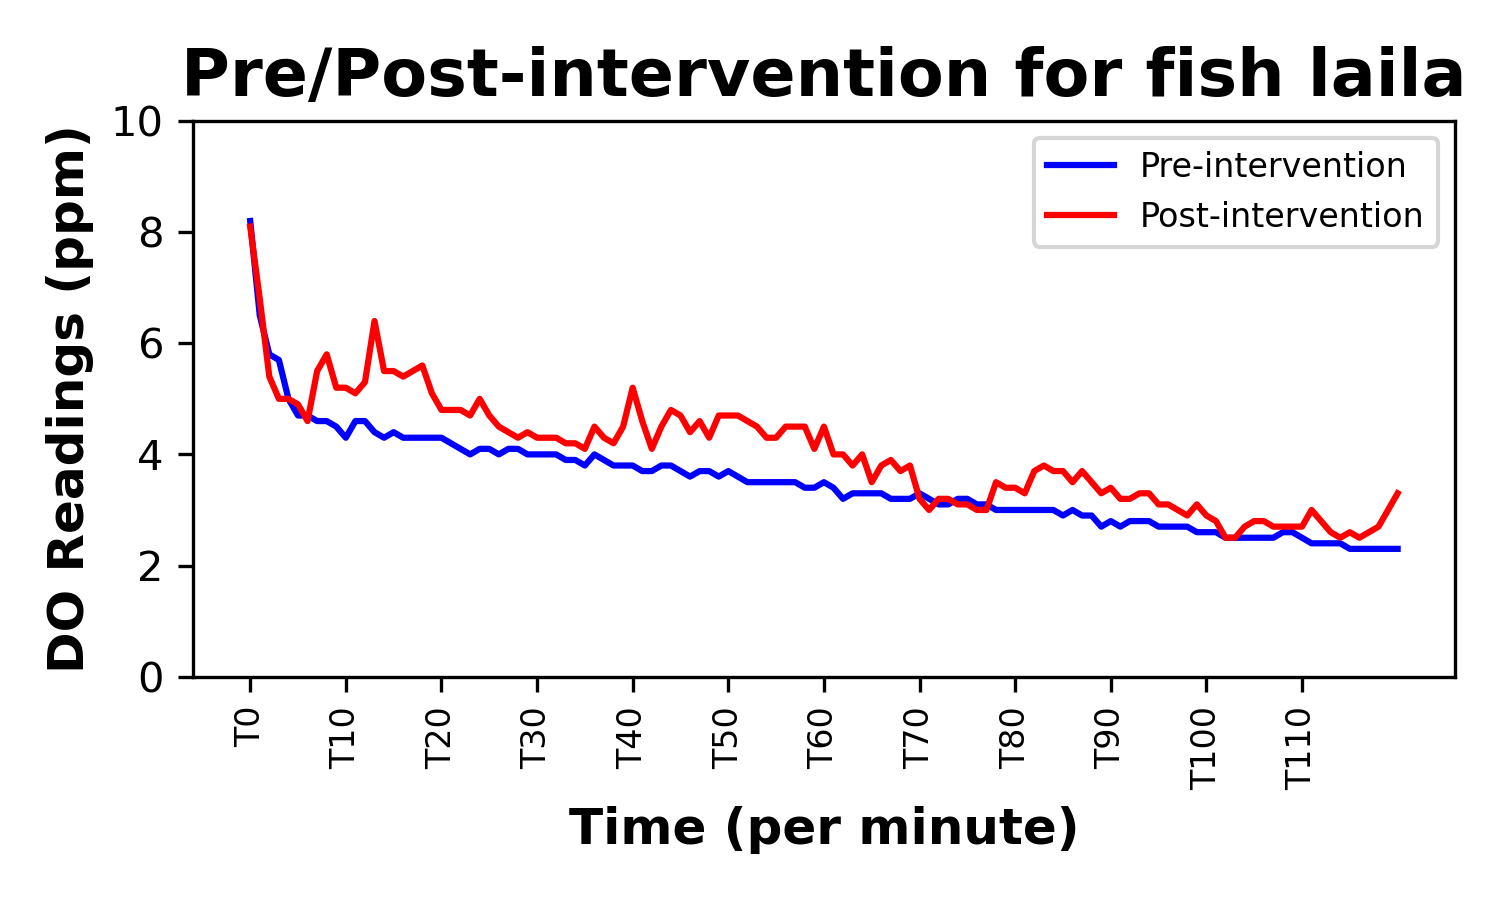 Pre/Post-intervention for fish laila
DO Readings (ppm)
10
8
6
4
2
0
Pre-intervention
Post-intervention
T0
T10
T20
T30
T40
T50
T60
T70
T80
T90
T100
T110
Time (per minute)